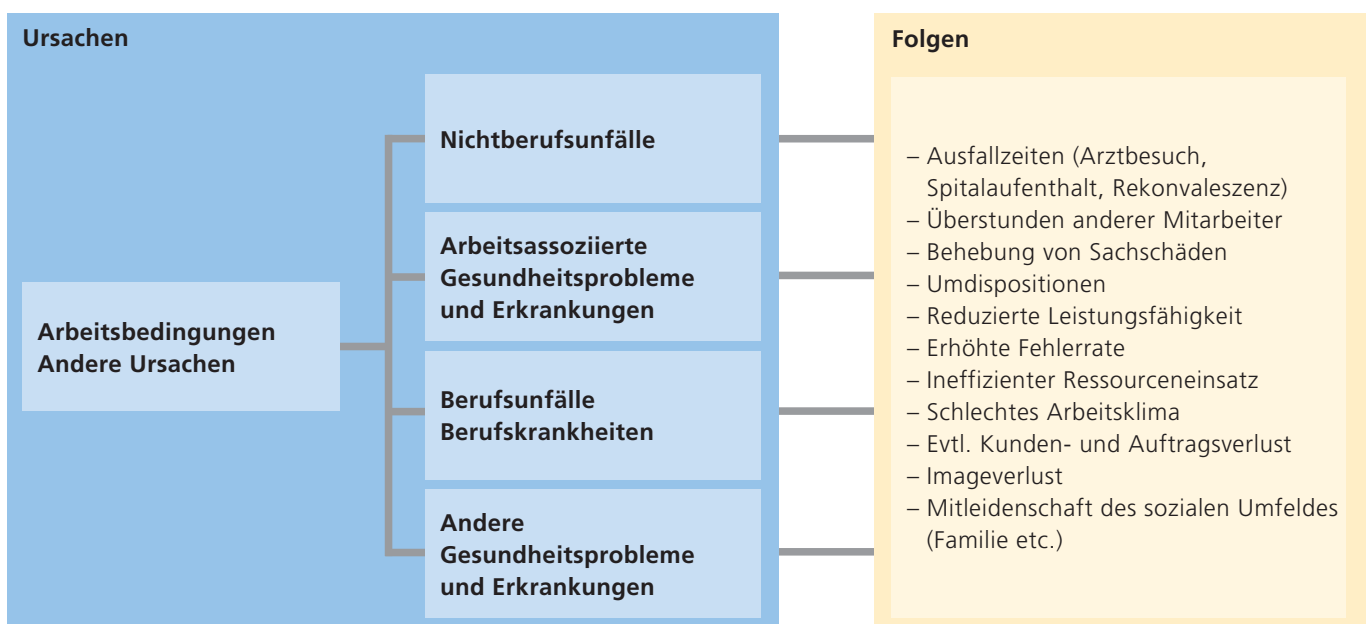 Ursachen
Arbeitsbedingungen
Andere Ursachen
Nichtberufsunfälle
Arbeitsassoziierte
Gesundheitsprobleme
und Erkrankungen
Berufsunfälle
Berufskrankheiten
Andere
Gesundheitsprobleme
und Erkrankungen
Folgen
– Ausfallzeiten (Arztbesuch,
Spitalaufenthalt, Rekonvaleszenz)
– Überstunden anderer Mitarbeiter
– Behebung von Sachschäden
– Umdispositionen
– Reduzierte Leistungsfähigkeit
– Erhöhte Fehlerrate
– Ineffizienter Ressourceneinsatz
– Schlechtes Arbeitsklima
– Evtl. Kunden- und Auftragsverlust
– Imageverlust
– Mitleidenschaft des sozialen Umfeldes
(Familie etc.)